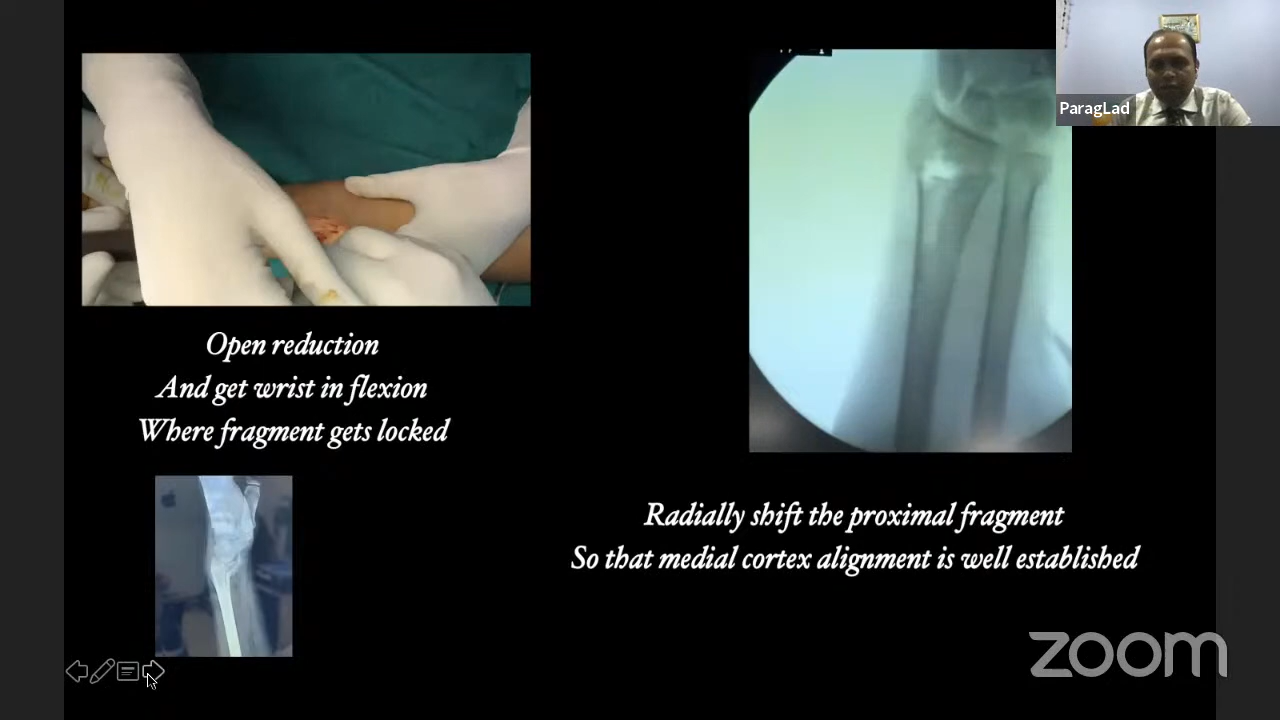 ParagLad
Open reduction
And get wrist in flexion
Where fragment gets locked
Radially shift the proximal fragment
So that medial cortex alignment is well established
zoom